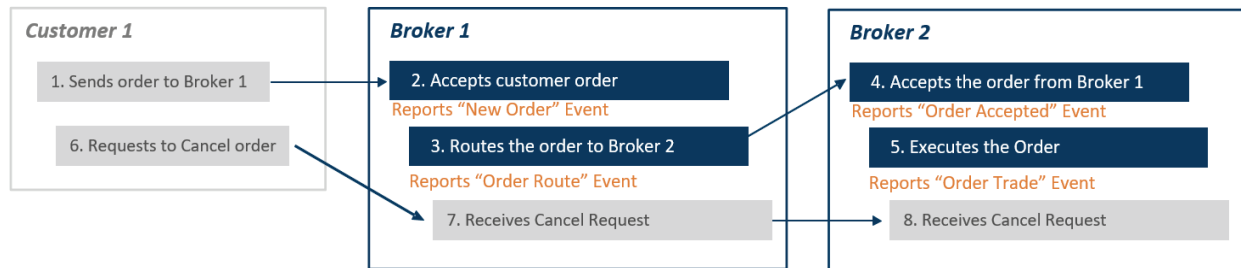 Customer 1
1. Sends order to Broker 1
6. Requests to Cancel order
Broker 1
2. Accepts customer order
Reports “New Order” Event
3. Routes the order to Broker 2
Reports “Order Route” Event
7. Receives Cancel Request
Broker 2
4. Accepts the order from Broker 1
Reports “Order Accepted” Event
5. Executes the Order
Reports “Order Trade” Event
8. Receives Cancel Request